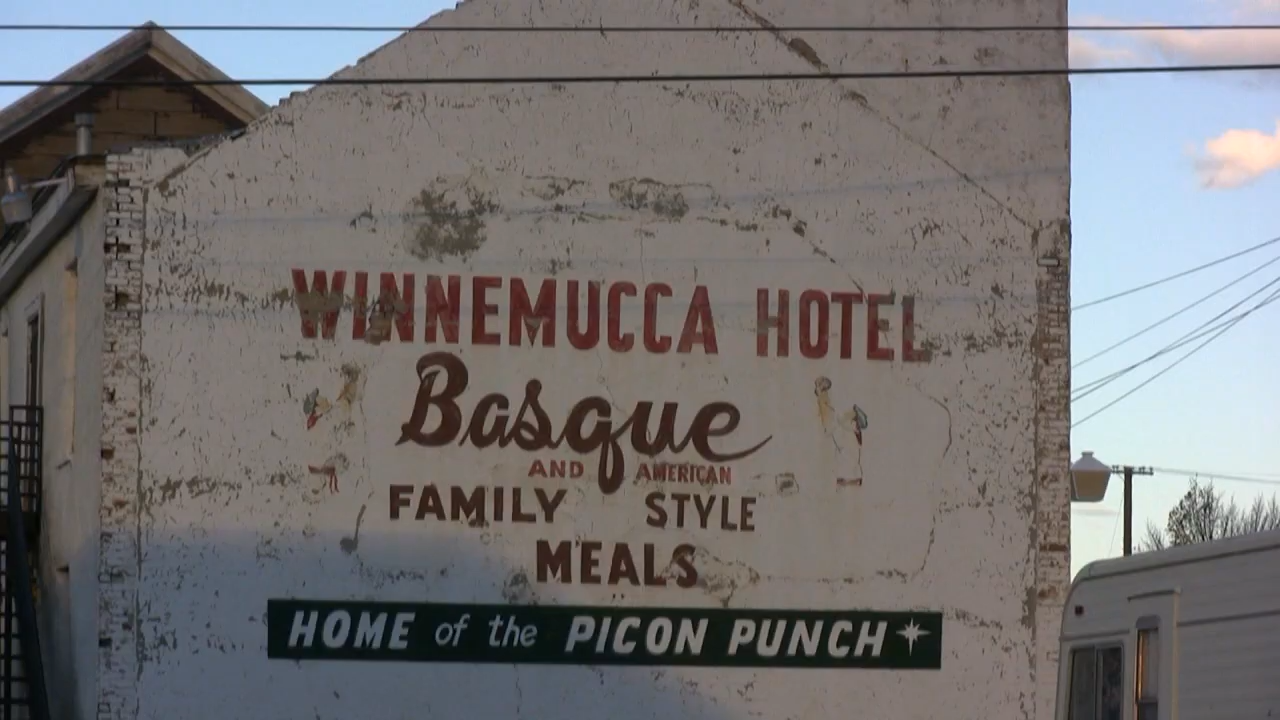 WINNEMUCCA HOTEL
Basque
AND AMERICAN
FAMILY STYLE
MEALS
HOME of the PICON PUNCH